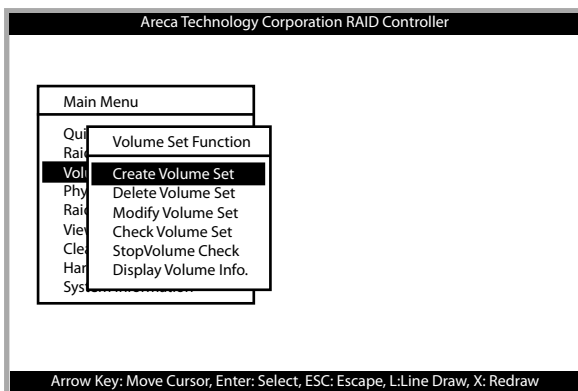 Areca Technology Corporation RAID Controller
Main Menu
Volume Set Function
Create Volume Set
Delete Volume Set
Modify Volume Set
Check Volume Set
StopVolume Check
Display Volume Info.
Arrow Key: Move Cursor, Enter: Select, ESC: Escape, L:Line Draw, X: Redraw